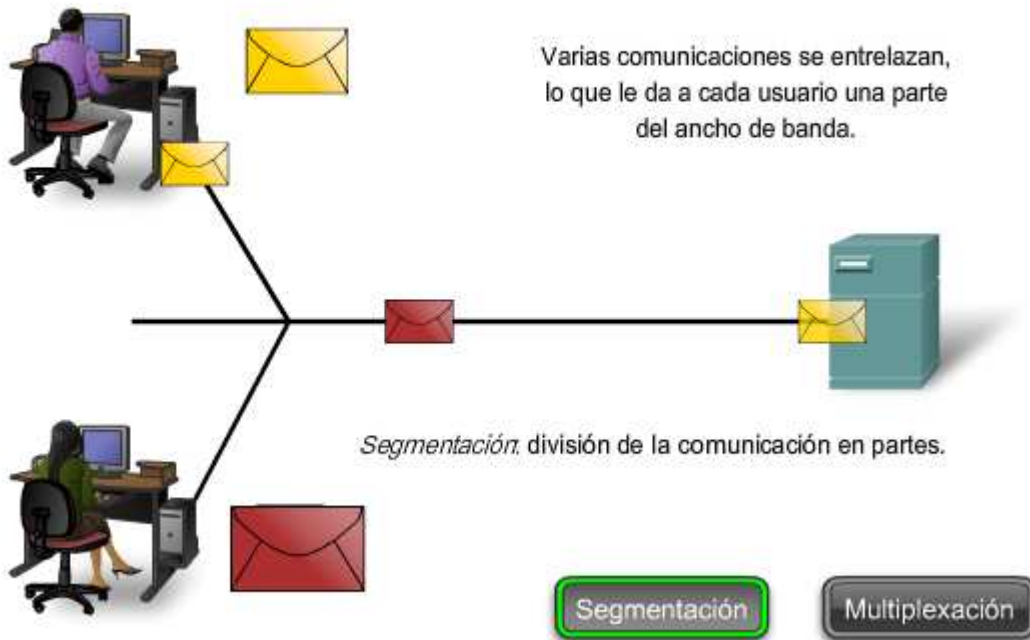 Varias comunicaciones se entrelazan,
lo que le da a cada usuario una parte
del ancho de banda.
Segmentación: división de la comunicación en partes.
Segmentación
Multiplexación